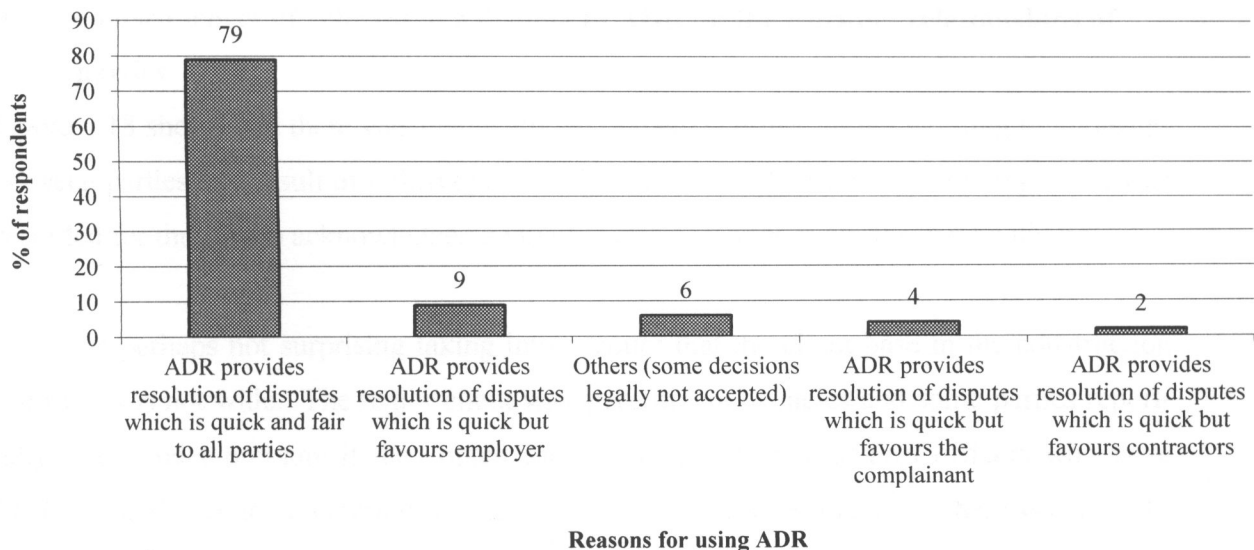 90
80
70
60
50
40
30
20
10
0
% of respondents
79
9
6
4
2
ADR provides
resolution of disputes
which is quick and fair
to all parties
ADR provides
resolution of disputes
which is quick but
favours employer
Others (some decisions
legally not accepted)
ADR provides
resolution of disputes
which is quick but
favours the
complainant
ADR provides
resolution of disputes
which is quick but
favours contractors
Reasons for using ADR